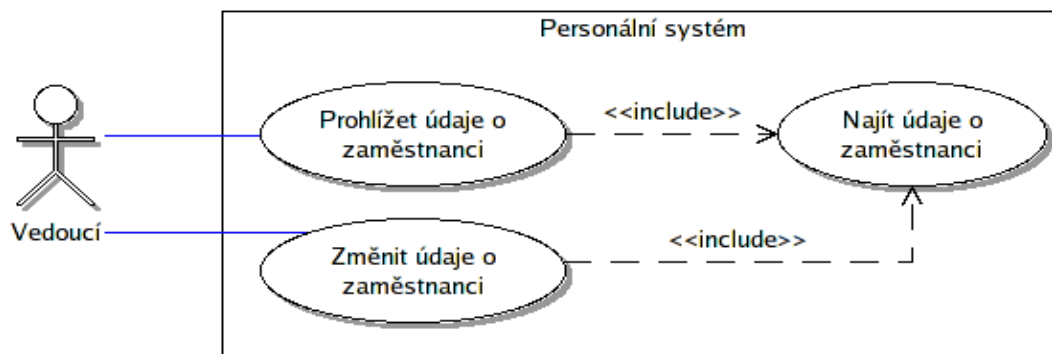 Personální systém
Prohlížet údaje o
zaměstnanci
<<include>>
Najít údaje o
zaměstnanci
Vedoucí
Změnit údaje o
zaměstnanci
<<include>>